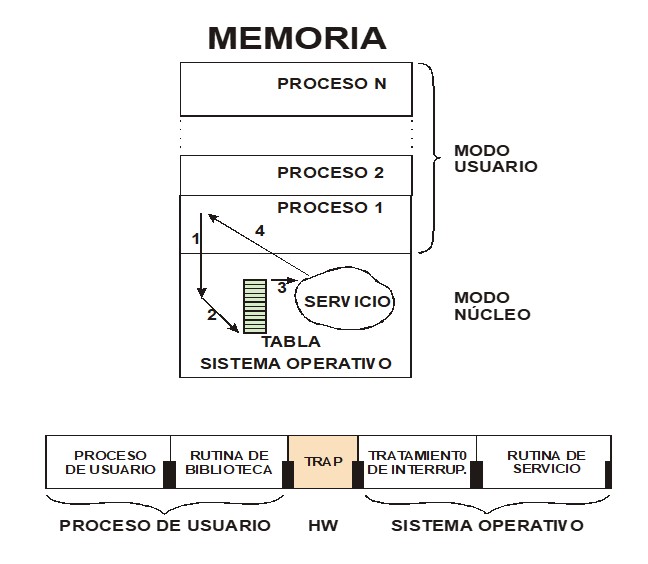 MEMORIA
PROCESO N
MODO
USUARIO
PROCESO 2
PROCESO 1
1
4
3
SERVICIO
2
MODO
NÚCLEO
TABLA
SISTEMA OPERATIVO
PROCESO
DE USUARIO
RUTINA DE
BIBLIOTECA
TRAP
TRATAMIENT0
DE INTERRUP.
RUTINA DE
SERVICIO
PROCESO DE USUARIO
HW
SISTEMA OPERATIVO